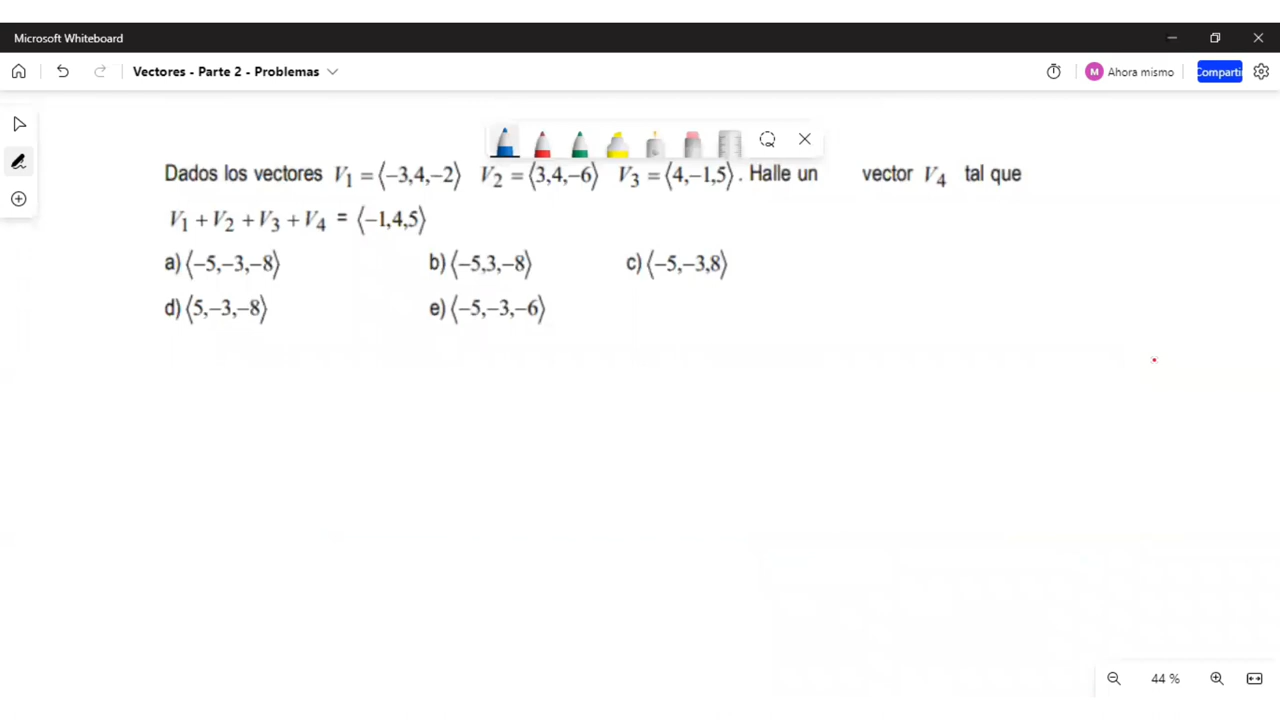 Microsoft Whiteboard
Vectores - Parte 2 - Problemas
M Ahora mismo Comparti
Dados los vectores V₁ = ⟨−3,4,−2⟩ V₂ = ⟨3,4,−6⟩ V₃ = ⟨4,−1,5⟩. Halle un vector V₄ tal que
V₁ + V₂ + V₃ + V₄ = ⟨−1,4,5⟩
a) ⟨−5,−3,−8⟩ b) ⟨−5,3,−8⟩ c) ⟨−5,−3,8⟩
d) ⟨5,−3,−8⟩ e) ⟨−5,−3,−6⟩
44 %